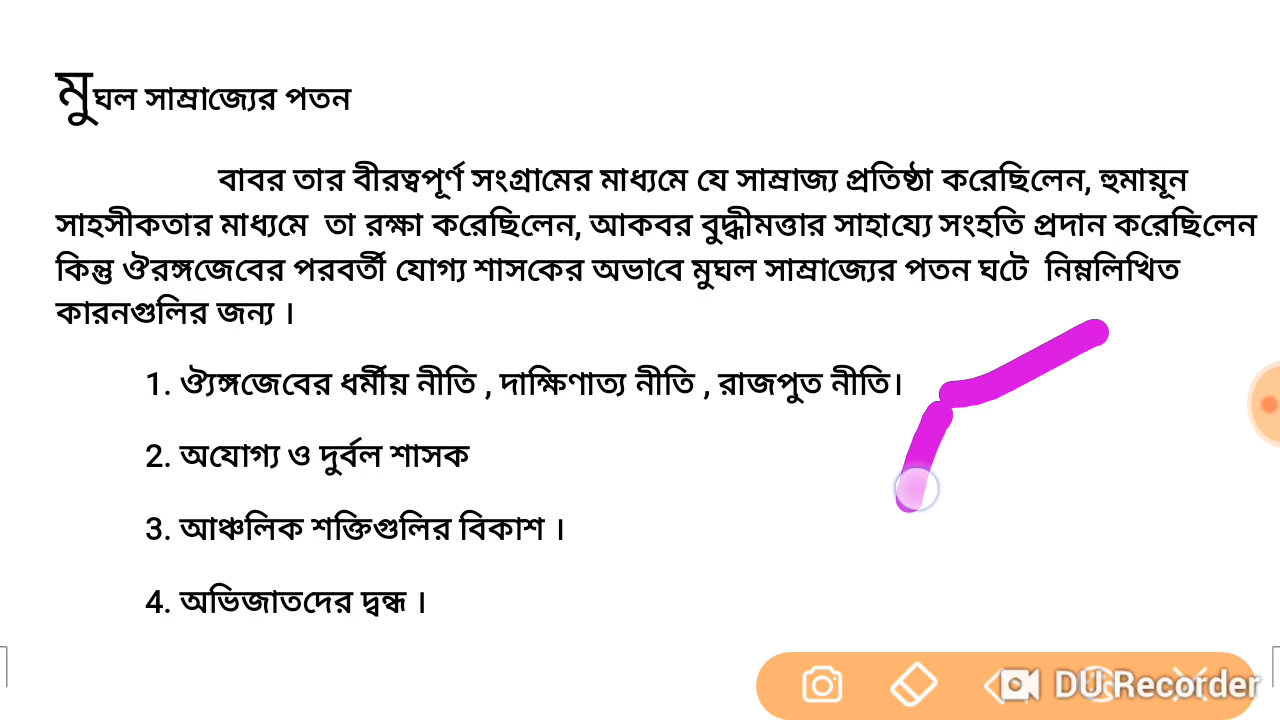 মুঘল সাম্রাজ্যের পতন
বাবর তার বীরত্বপূর্ণ সংগ্রামের মাধ্যমে যে সাম্রাজ্য প্রতিষ্ঠা করেছিলেন, হুমায়ূন
সাহসীকতার মাধ্যমে তা রক্ষা করেছিলেন, আকবর বুদ্ধীমত্তার সাহায্যে সংহতি প্রদান করেছিলেন
কিন্তু ঔরঙ্গজেবের পরবর্তী যোগ্য শাসকের অভাবে মুঘল সাম্রাজ্যের পতন ঘটে নিম্নলিখিত
কারনগুলির জন্য ।
1. ঔ্যঙ্গজেবের ধর্মীয় নীতি , দাক্ষিণাত্য নীতি , রাজপুত নীতি।
2. অযোগ্য ও দুর্বল শাসক
3. আঞ্চলিক শক্তিগুলির বিকাশ ।
4. অভিজাতদের দ্বন্ধ ।
DU Recorder